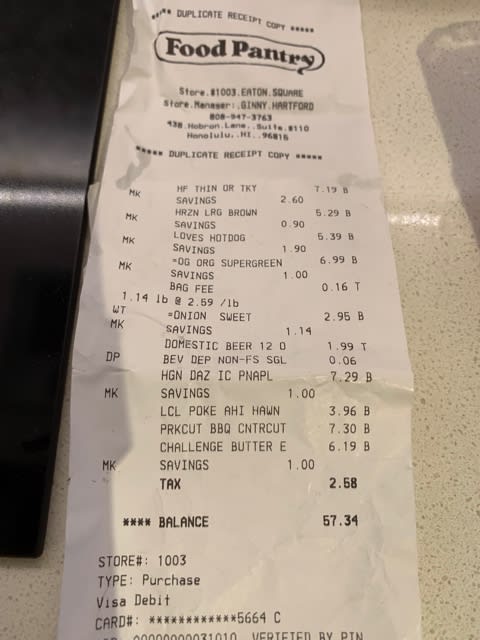 ***** DUPLICATE RECEIPT COPY *****
Food Pantry
Store.#1003.EATON.SQUARE
Store.Manager:.GINNY.HARTFORD
808-947-3763
438.Hobron.Lane..Suite.#110
Honolulu..HI..96815
***** DUPLICATE RECEIPT COPY *****
HF THIN OR TKY 7.19 B
MK SAVINGS 2.60
HRZN LRG BROWN 5.29 B
MK SAVINGS 0.90
LOVES HOTDOG 5.39 B
MK SAVINGS 1.90
=OG ORG SUPERGREEN 6.99 B
MK SAVINGS 1.00
BAG FEE 0.16 T
1.14 lb @ 2.59 /lb
WT =ONION SWEET 2.95 B
MK SAVINGS 1.14
DOMESTIC BEER 12 O 1.99 T
DP BEV DEP NON-FS SGL 0.06
HGN DAZ IC PNAPL 7.29 B
MK SAVINGS 1.00
LCL POKE AHI HAWN 3.96 B
PRKCUT BBQ CNTRCUT 7.30 B
CHALLENGE BUTTER E 6.19 B
MK SAVINGS 1.00
TAX 2.58
**** BALANCE 57.34
STORE#: 1003
TYPE: Purchase
Visa Debit
CARD#: ************5664 C
VERIFIED BY PIN